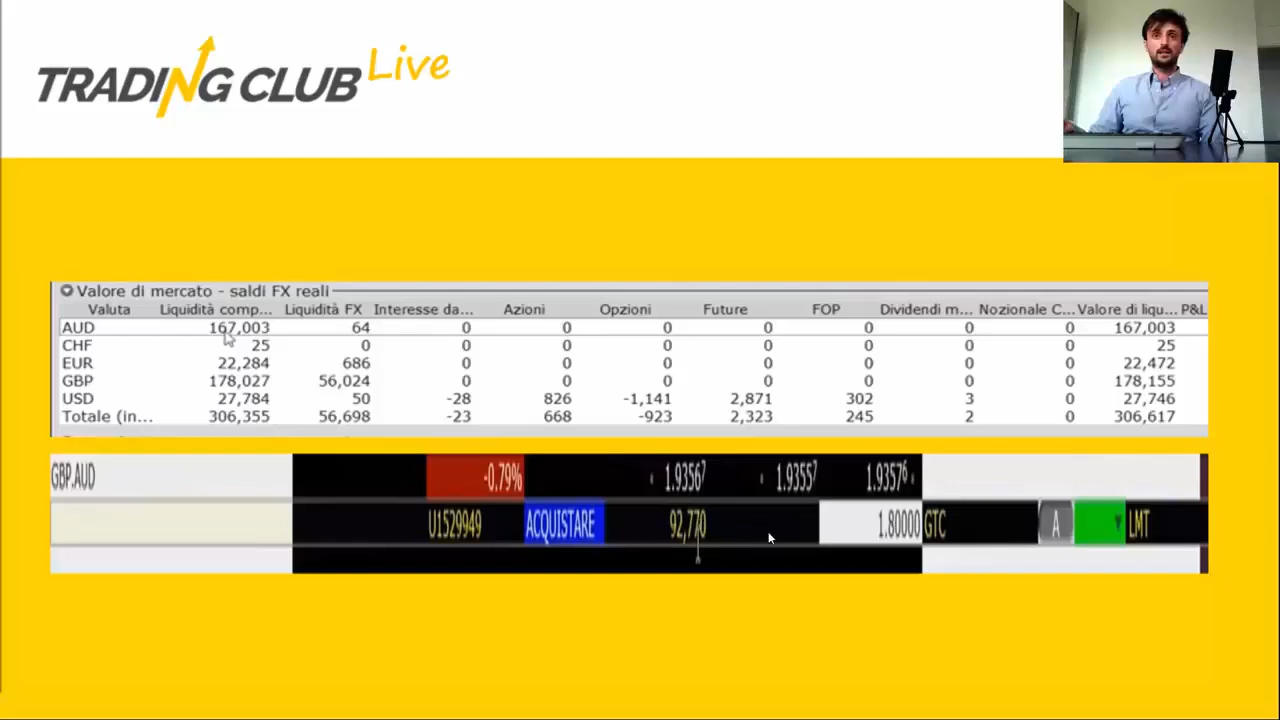 TRADING CLUB Live
Valore di mercato - saldi FX reali
Valuta Liquidità comp... Liquidità FX Interesse da... Azioni Opzioni Future FOP Dividendi m... Nozionale C... Valore di liqu... P&L
AUD 167,003 64 0 0 0 0 0 0 0 167,003
CHF 25 0 0 0 0 0 0 0 0 25
EUR 22,284 686 0 0 0 0 0 0 0 22,472
GBP 178,027 56,024 0 0 0 0 0 0 0 178,155
USD 27,784 50 -28 826 -1,141 2,871 302 3 0 27,746
Totale (in... 306,355 56,698 -23 668 -923 2,323 245 2 0 306,617
GBP.AUD -0.79% 1.9356⁷ 1.9355⁷ 1.9357⁶
U1529949 ACQUISTARE 92,770 1.80000 GTC A LMT